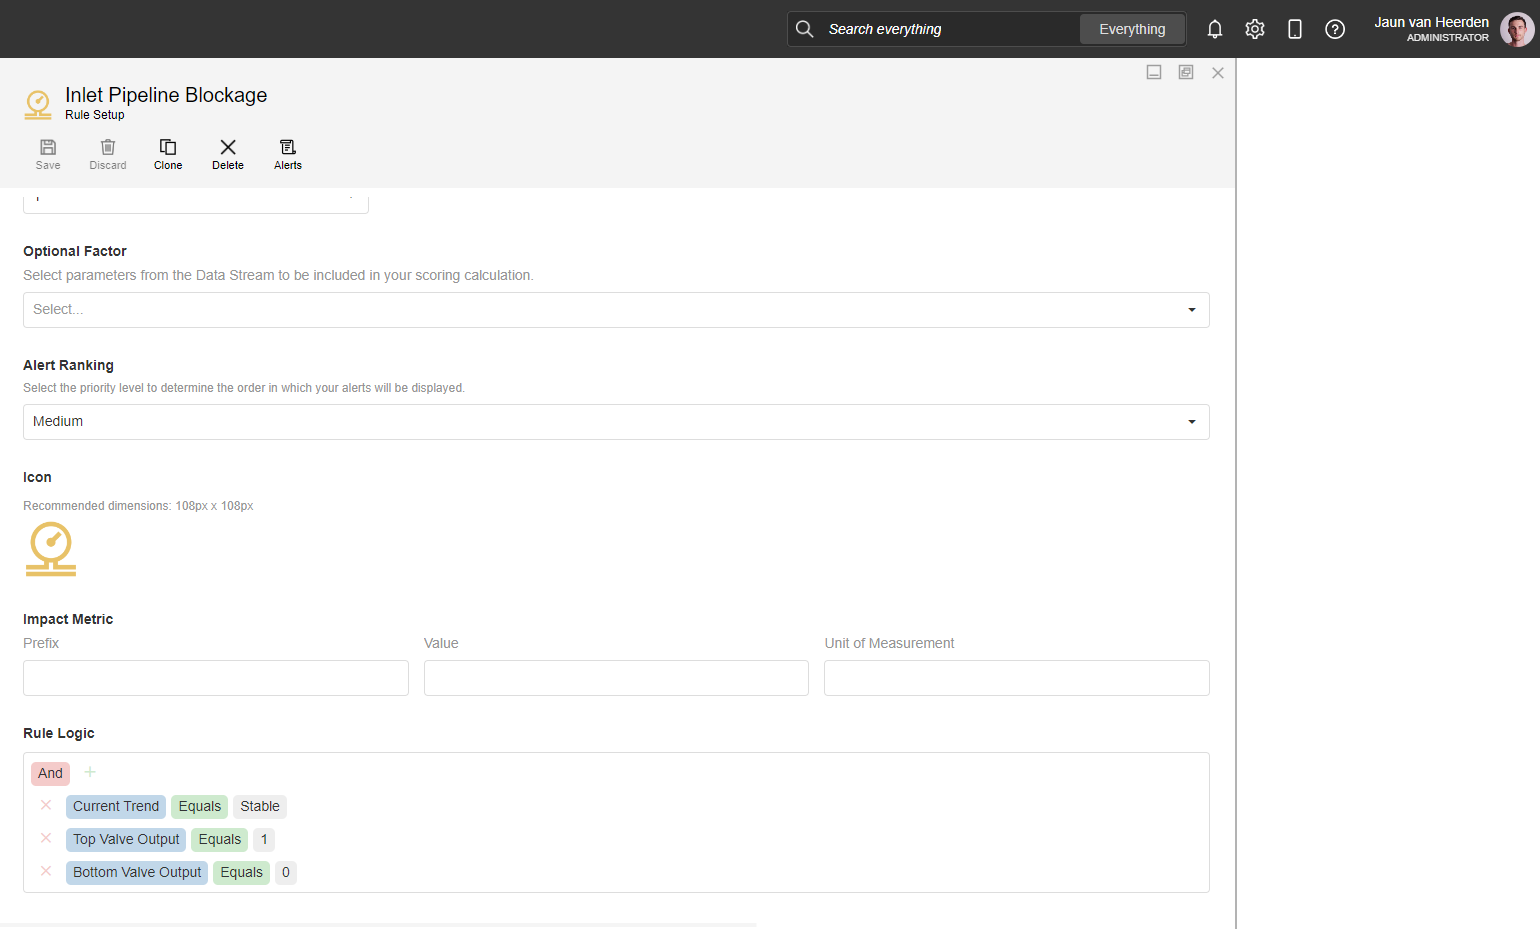 Search everything
Everything
Jaun van Heerden
ADMINISTRATOR
Inlet Pipeline Blockage
Rule Setup
Save
Discard
Clone
Delete
Alerts
Optional Factor
Select parameters from the Data Stream to be included in your scoring calculation.
Select...
Alert Ranking
Select the priority level to determine the order in which your alerts will be displayed.
Medium
Icon
Recommended dimensions: 108px x 108px
Impact Metric
Prefix Value Unit of Measurement
Rule Logic
And
Current Trend Equals Stable
Top Valve Output Equals 1
Bottom Valve Output Equals 0